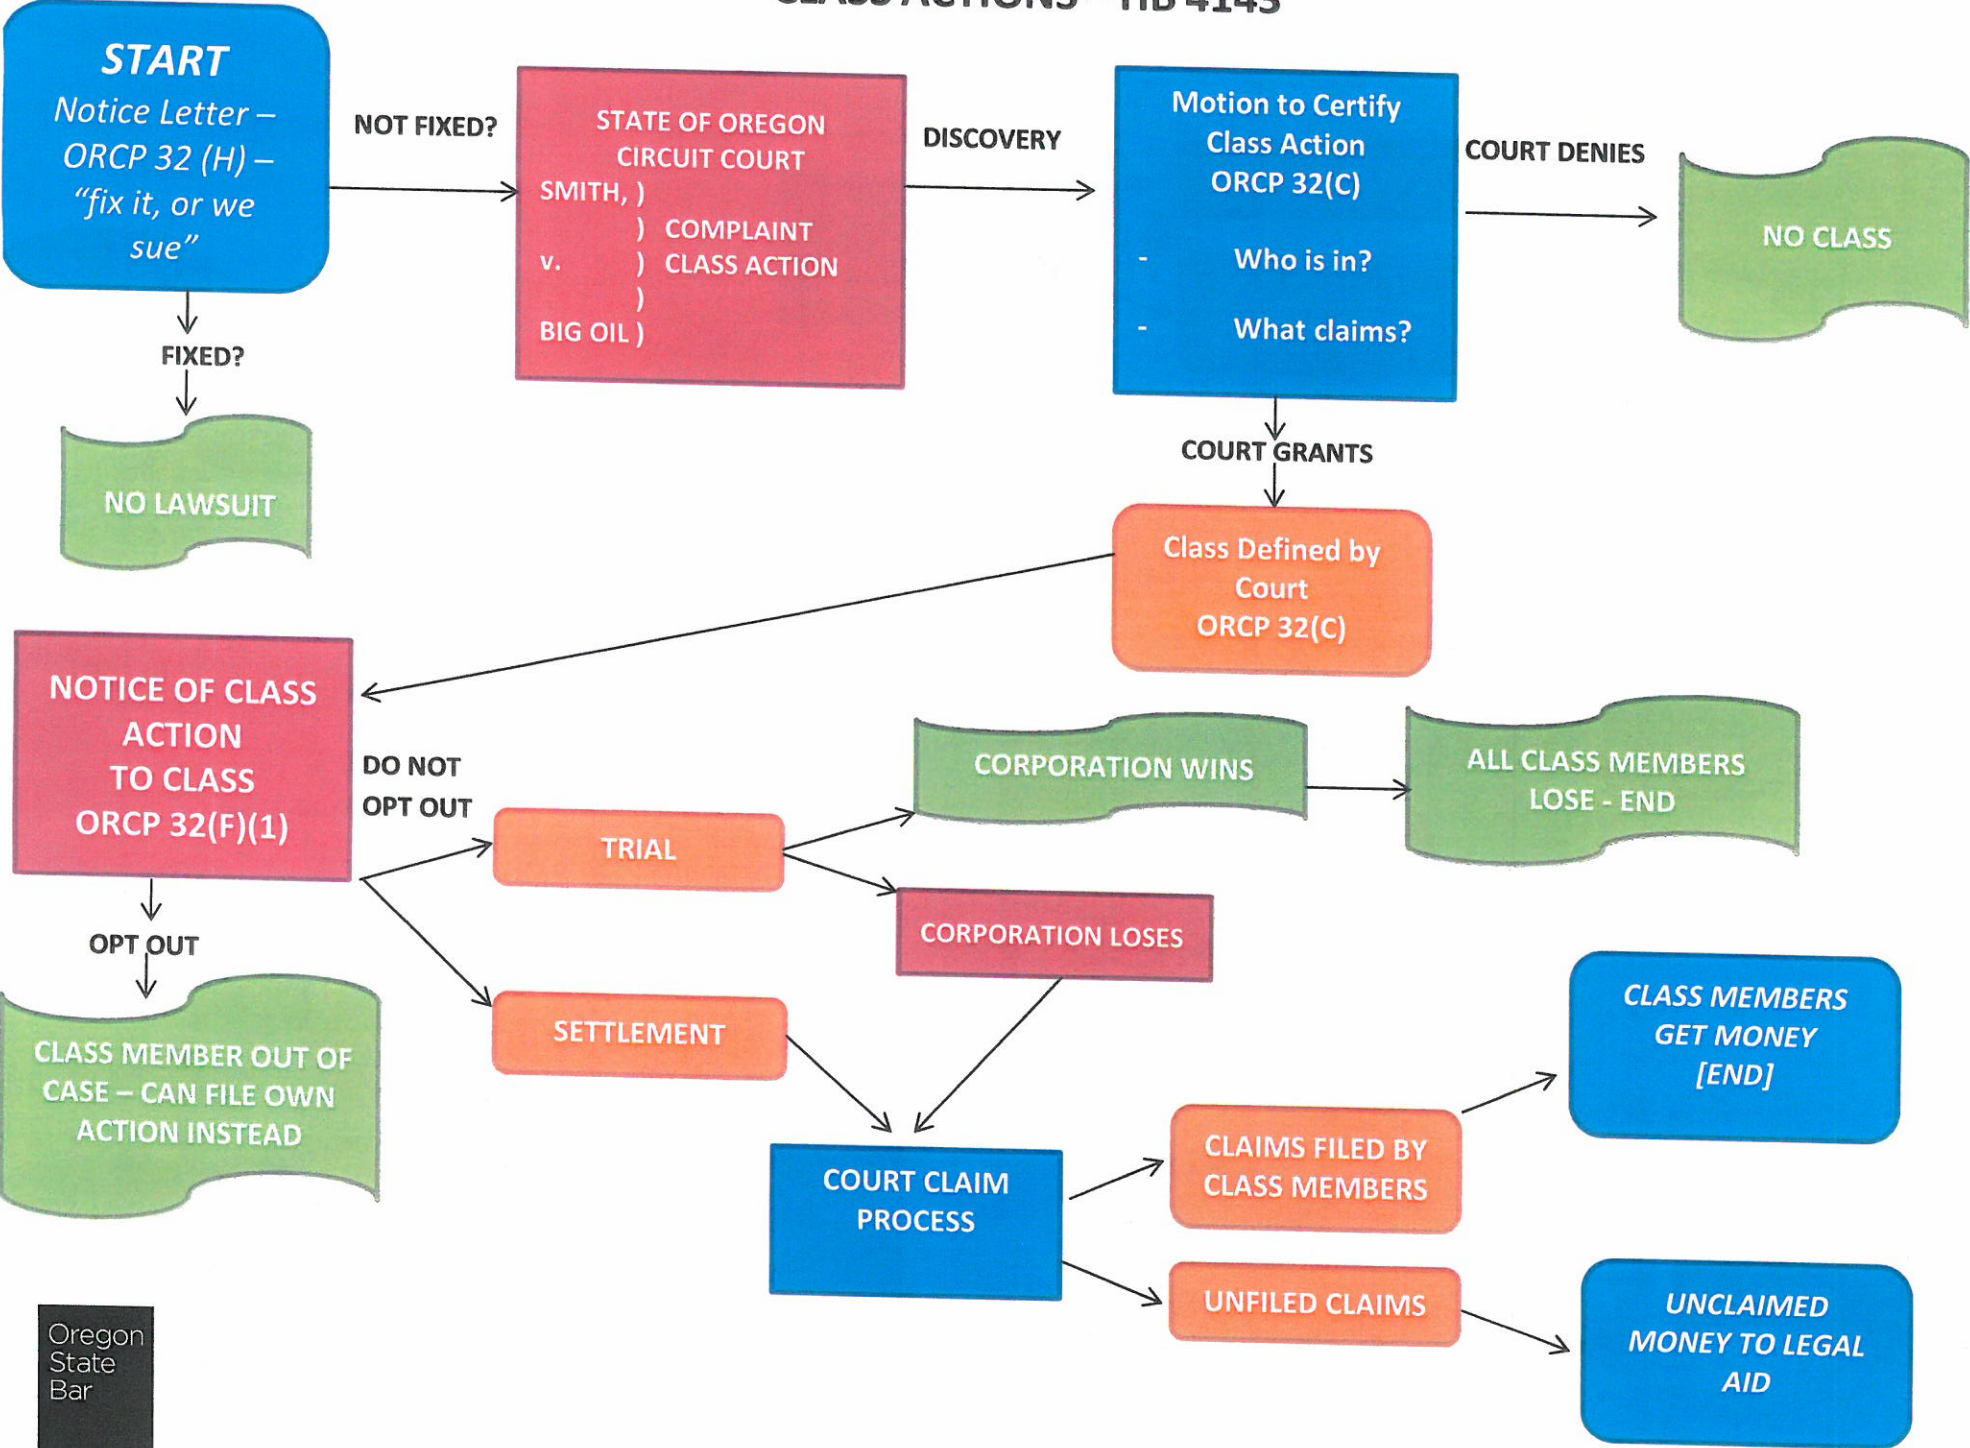 CLASS ACTIONS – HB 4143
START
Notice Letter –
ORCP 32 (H) –
“fix it, or we
sue”
NOT FIXED?
STATE OF OREGON
CIRCUIT COURT
SMITH, )
) COMPLAINT
v. ) CLASS ACTION
)
BIG OIL )
DISCOVERY
Motion to Certify
Class Action
ORCP 32(C)
- Who is in?
- What claims?
COURT DENIES
NO CLASS
FIXED?
NO LAWSUIT
COURT GRANTS
Class Defined by
Court
ORCP 32(C)
NOTICE OF CLASS
ACTION
TO CLASS
ORCP 32(F)(1)
DO NOT
OPT OUT
TRIAL
CORPORATION WINS
ALL CLASS MEMBERS
LOSE - END
CORPORATION LOSES
OPT OUT
CLASS MEMBER OUT OF
CASE – CAN FILE OWN
ACTION INSTEAD
SETTLEMENT
COURT CLAIM
PROCESS
CLAIMS FILED BY
CLASS MEMBERS
CLASS MEMBERS
GET MONEY
[END]
UNFILED CLAIMS
UNCLAIMED
MONEY TO LEGAL
AID
Oregon
State
Bar